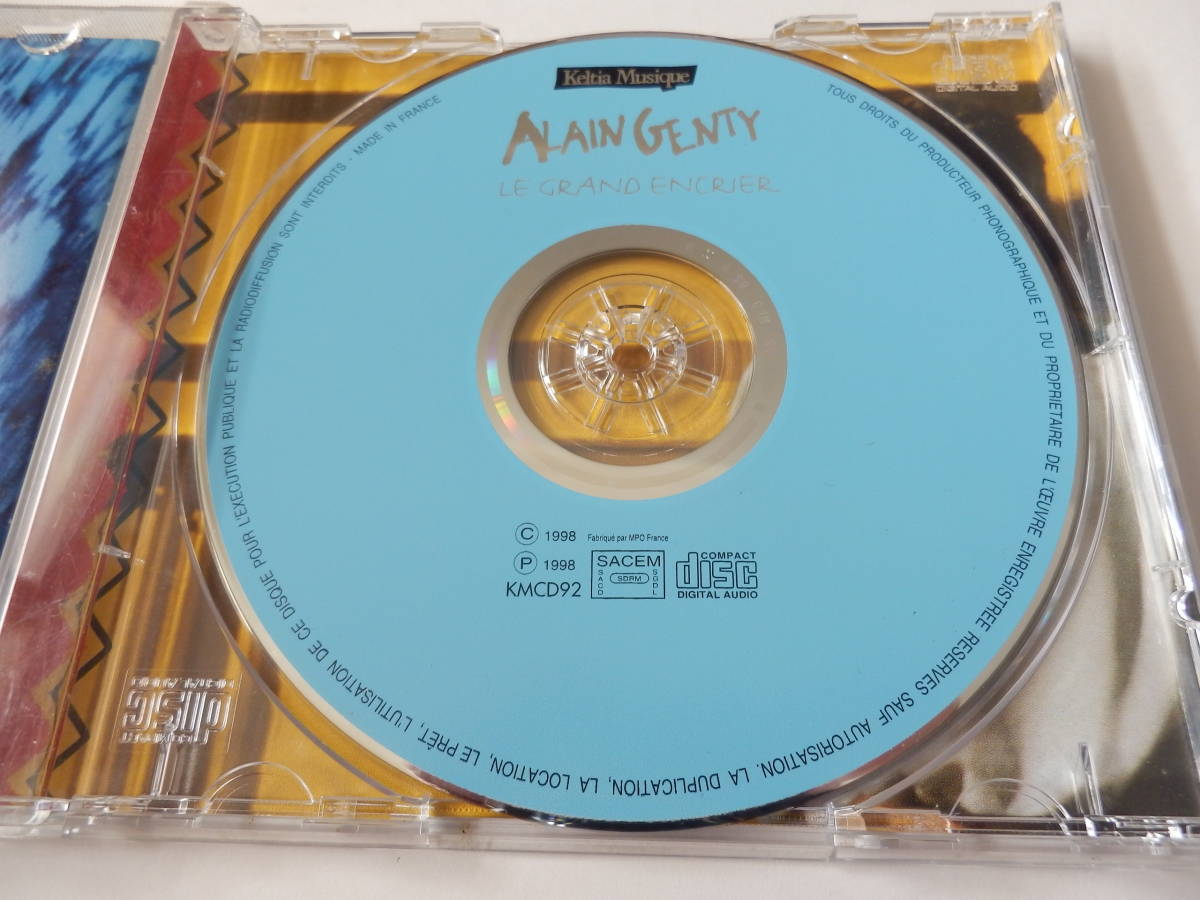 Keltia Musique
ALAIN GENTY
LE GRAND ENCRIER
TOUS DROITS DU PRODUCTEUR PHONOGRAPHIQUE ET DU PROPRIETAIRE DE L'ŒUVRE ENREGISTREE RESERVES SAUF AUTORISATION, LA DUPLICATION, LA LOCATION, LE PRÊT, L'UTILISATION DE CE DISQUE POUR L'EXECUTION PUBLIQUE ET LA RADIODIFFUSION SONT INTERDITS - MADE IN FRANCE
© 1998 Fabriqué par MPO France
℗ 1998
KMCD92
SACEM
SACD
SDRM
SGDL
COMPACT
disc
DIGITAL AUDIO
DIGITAL AUDIO
disc